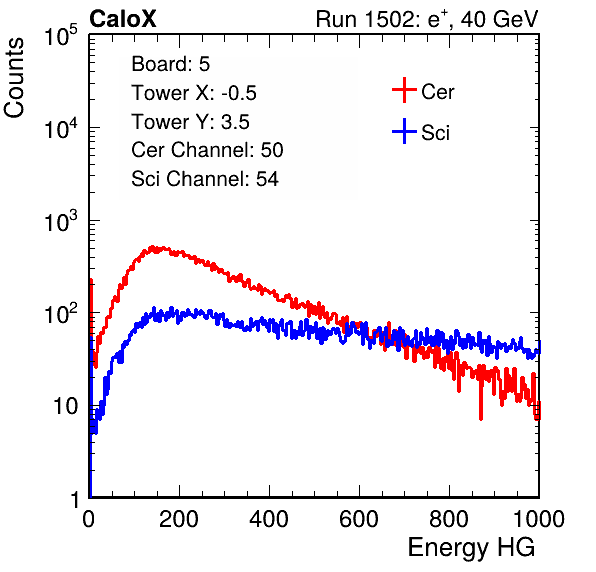 CaloX
Run 1502: e⁺, 40 GeV
Counts
10⁵
10⁴
10³
10²
10
1
Board: 5
Tower X: -0.5
Tower Y: 3.5
Cer Channel: 50
Sci Channel: 54
Cer
Sci
0 200 400 600 800 1000
Energy HG